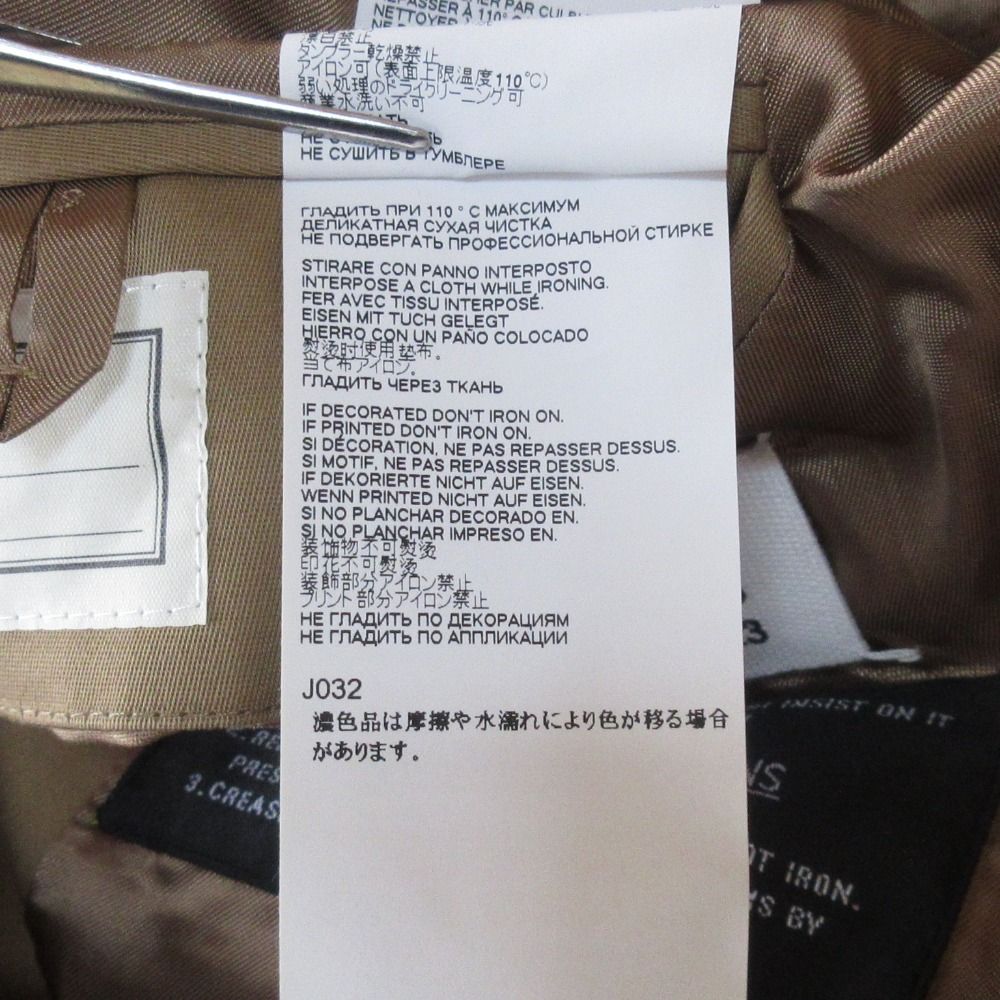 NETTOYER À 110°
漂白禁止
タンブラー乾燥禁止
アイロン可(表面上限温度110℃)
弱い処理のドライクリーニング可
産業水洗い不可
НЕ СУШИТЬ В ТУМБЛЕРЕ
ГЛАДИТЬ ПРИ 110 ° С МАКСИМУМ
ДЕЛИКАТНАЯ СУХАЯ ЧИСТКА
НЕ ПОДВЕРГАТЬ ПРОФЕССИОНАЛЬНОЙ СТИРКЕ
STIRARE CON PANNO INTERPOSTO
INTERPOSE A CLOTH WHILE IRONING.
FER AVEC TISSU INTERPOSÉ.
EISEN MIT TUCH GELEGT
HIERRO CON UN PAÑO COLOCADO
熨烫时使用垫布。
当て布アイロン。
ГЛАДИТЬ ЧЕРЕЗ ТКАНЬ
IF DECORATED DON'T IRON ON.
IF PRINTED DON'T IRON ON.
SI DÉCORATION, NE PAS REPASSER DESSUS.
SI MOTIF, NE PAS REPASSER DESSUS.
IF DEKORIERTE NICHT AUF EISEN.
WENN PRINTED NICHT AUF EISEN.
SI NO PLANCHAR DECORADO EN.
SI NO PLANCHAR IMPRESO EN.
装饰物不可熨烫
印花不可熨烫
装飾部分アイロン禁止
プリント部分アイロン禁止
НЕ ГЛАДИТЬ ПО ДЕКОРАЦИЯМ
НЕ ГЛАДИТЬ ПО АППЛИКАЦИИ
J032
濃色品は摩擦や水濡れにより色が移る場合
があります。
INSIST ON IT
3.CREAS
IRON.
BY